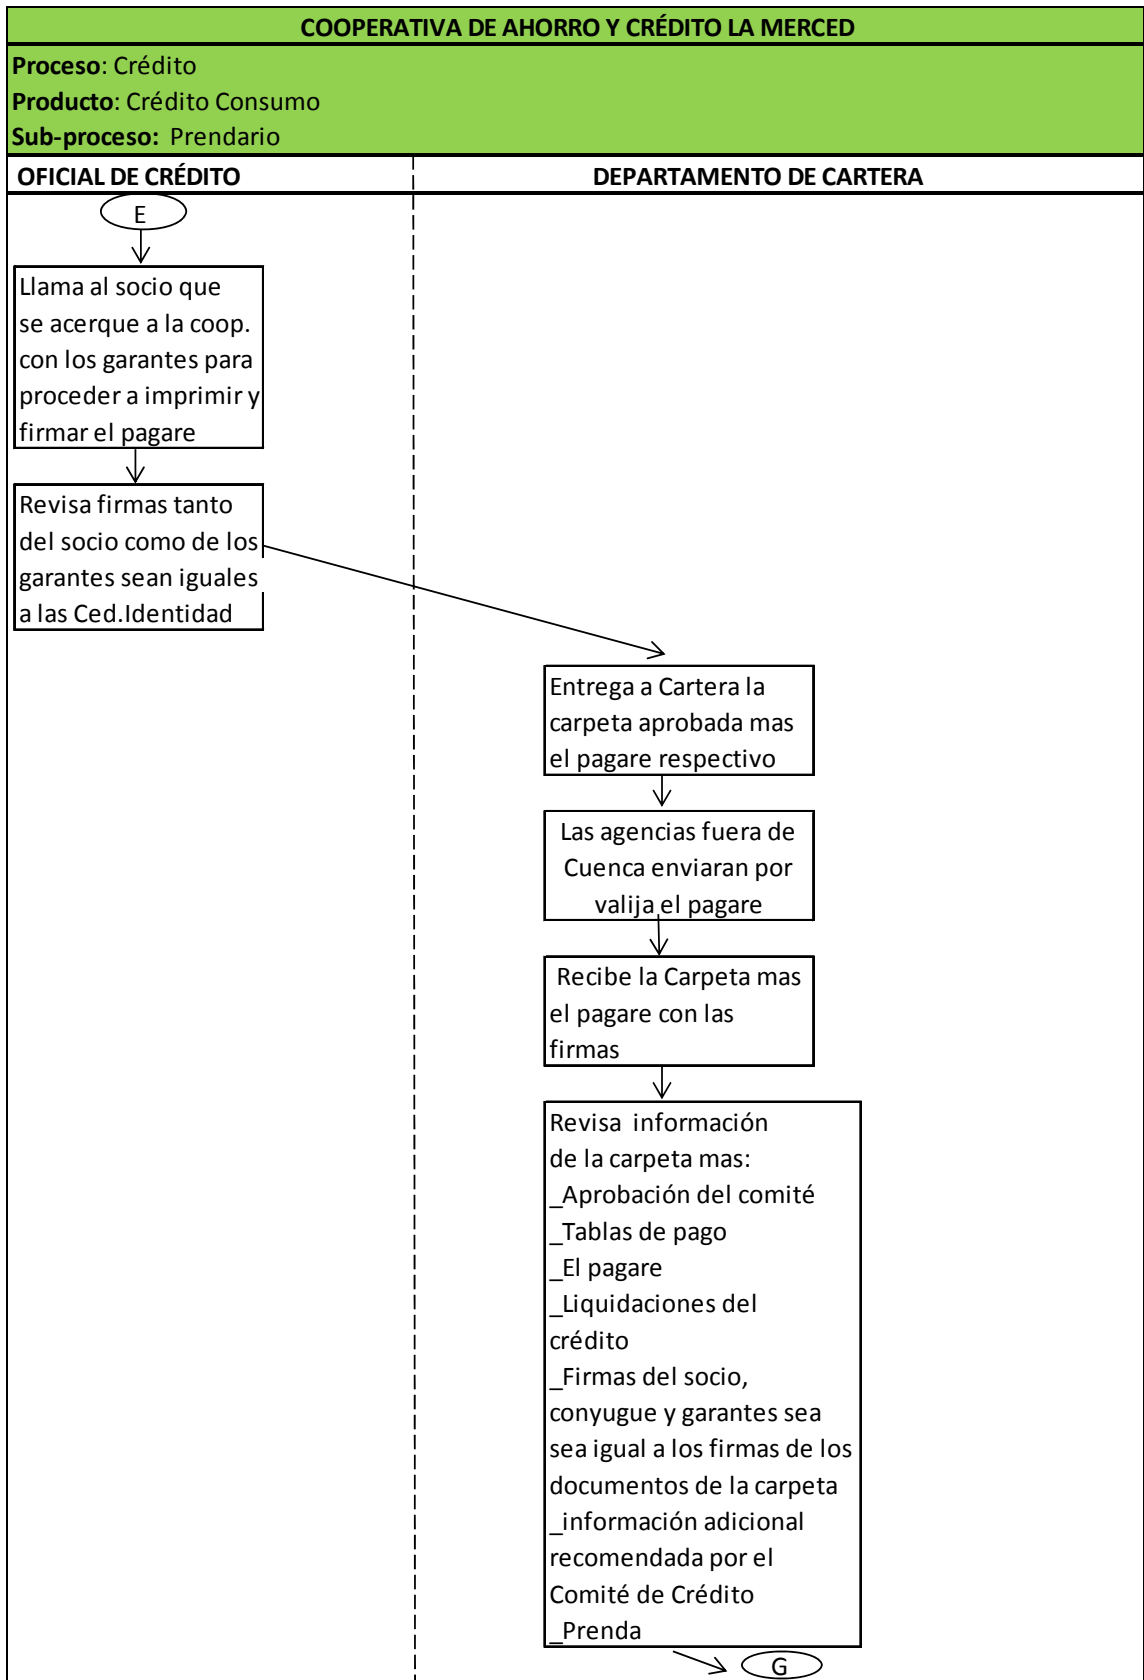 COOPERATIVA DE AHORRO Y CRÉDITO LA MERCED
Proceso: Crédito
Producto: Crédito Consumo
Sub-proceso: Prendario
OFICIAL DE CRÉDITO
DEPARTAMENTO DE CARTERA
E
Llama al socio que
se acerque a la coop.
con los garantes para
proceder a imprimir y
firmar el pagare
Revisa firmas tanto
del socio como de los
garantes sean iguales
a las Ced.Identidad
Entrega a Cartera la
carpeta aprobada mas
el pagare respectivo
Las agencias fuera de
Cuenca enviaran por
valija el pagare
Recibe la Carpeta mas
el pagare con las
firmas
Revisa información
de la carpeta mas:
_Aprobación del comité
_Tablas de pago
_El pagare
_Liquidaciones del
crédito
_Firmas del socio,
conyugue y garantes sea
sea igual a los firmas de los
documentos de la carpeta
_información adicional
recomendada por el
Comité de Crédito
_Prenda
G